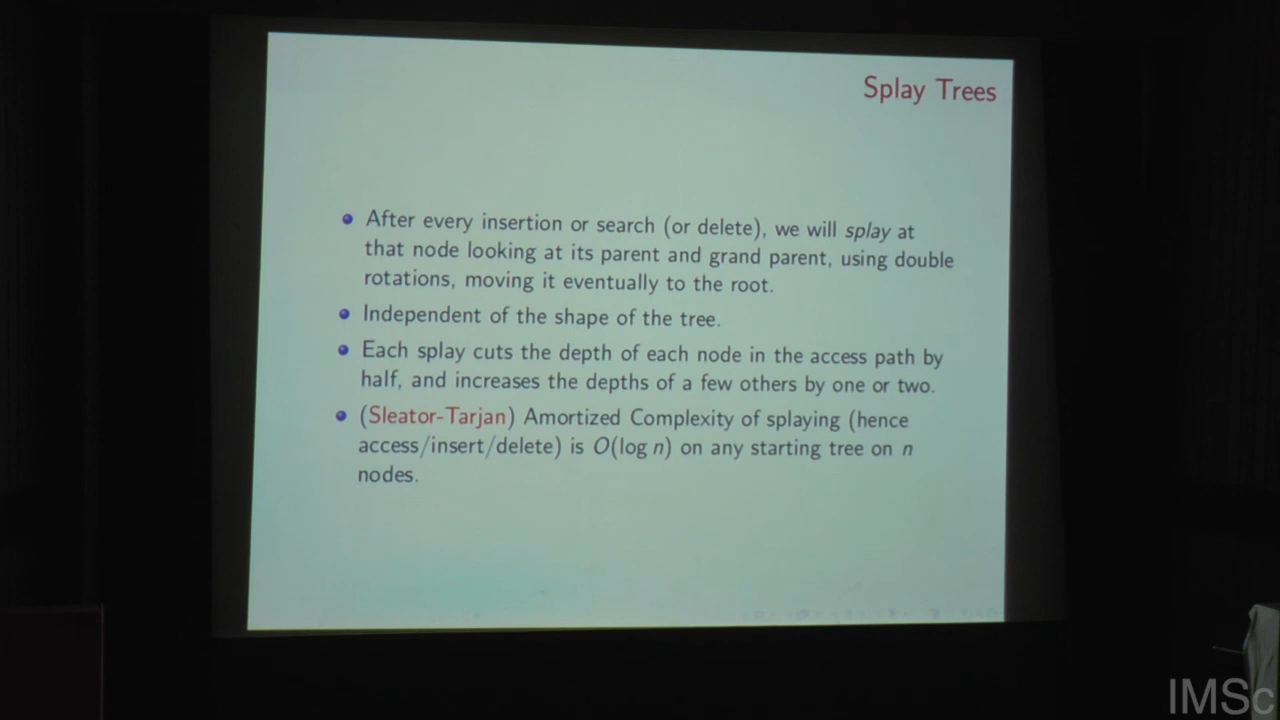 Splay Trees
After every insertion or search (or delete), we will splay at
that node looking at its parent and grand parent, using double
rotations, moving it eventually to the root.
Independent of the shape of the tree.
Each splay cuts the depth of each node in the access path by
half, and increases the depths of a few others by one or two.
(Sleator-Tarjan) Amortized Complexity of splaying (hence
access/insert/delete) is O(log n) on any starting tree on n
nodes.
IMSc